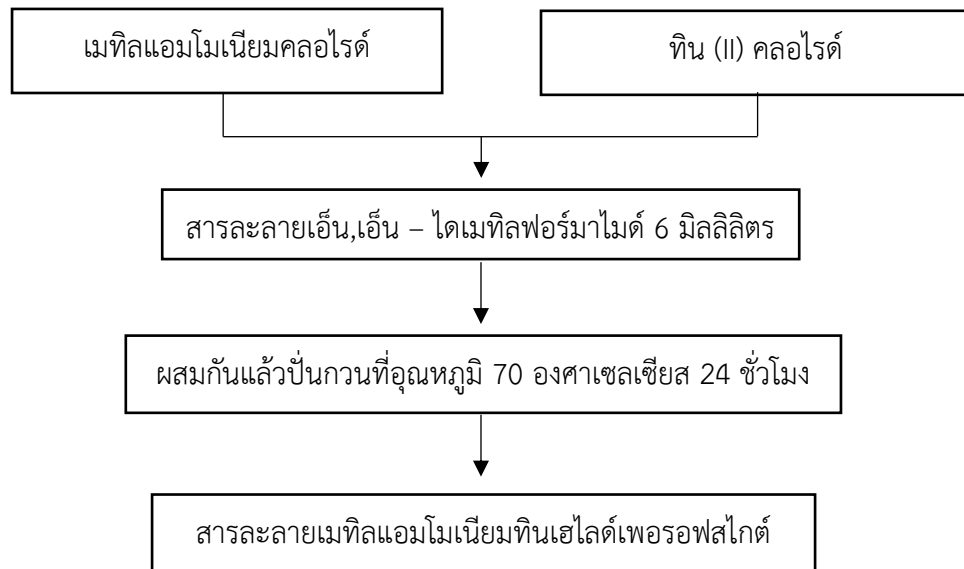 เมทิลแอมโมเนียมคลอไรด์
ทิน (II) คลอไรด์
สารละลายเอ็น,เอ็น – ไดเมทิลฟอร์มาไมด์ 6 มิลลิลิตร
ผสมกันแล้วปั่นกวนที่อุณหภูมิ 70 องศาเซลเซียส 24 ชั่วโมง
สารละลายเมทิลแอมโมเนียมทินเฮไลด์เพอรอฟสไกต์